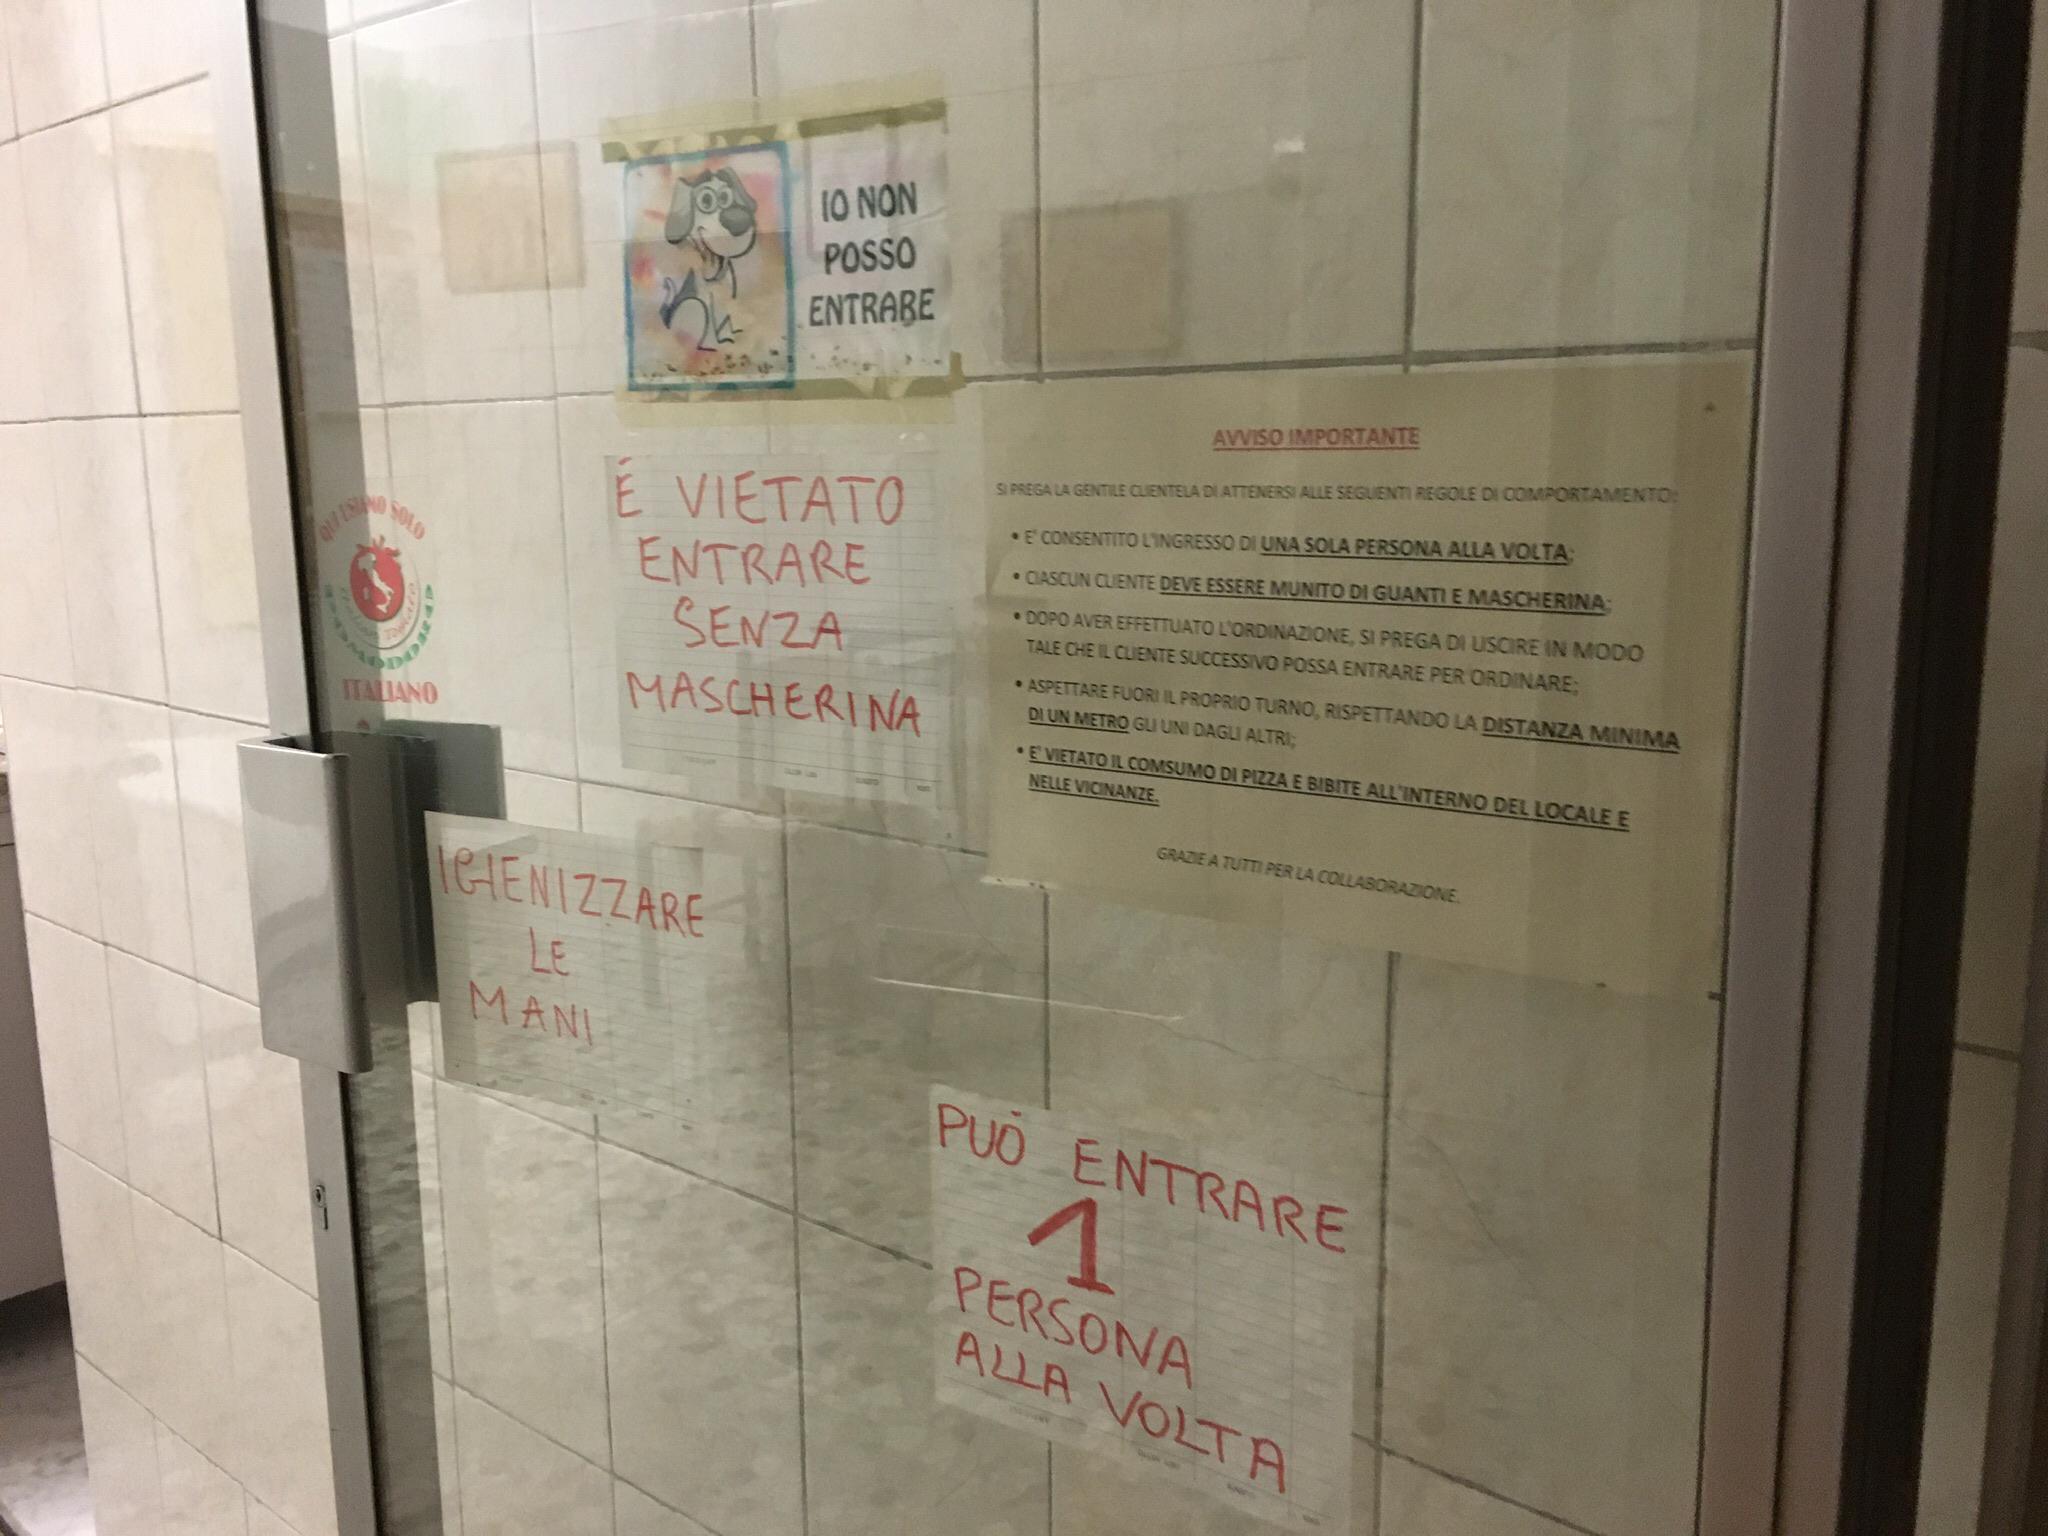 IO NON
POSSO
ENTRARE
È VIETATO
ENTRARE
SENZA
MASCHERINA
AVVISO IMPORTANTE
SI PREGA LA GENTILE CLIENTELA DI ATTENERSI ALLE SEGUENTI REGOLE DI COMPORTAMENTO:
• E' CONSENTITO L'INGRESSO DI UNA SOLA PERSONA ALLA VOLTA;
• CIASCUN CLIENTE DEVE ESSERE MUNITO DI GUANTI E MASCHERINA;
• DOPO AVER EFFETTUATO L'ORDINAZIONE, SI PREGA DI USCIRE IN MODO
TALE CHE IL CLIENTE SUCCESSIVO POSSA ENTRARE PER ORDINARE;
• ASPETTARE FUORI IL PROPRIO TURNO, RISPETTANDO LA DISTANZA MINIMA
DI UN METRO GLI UNI DAGLI ALTRI;
• E' VIETATO IL COMSUMO DI PIZZA E BIBITE ALL'INTERNO DEL LOCALE E
NELLE VICINANZE.
GRAZIE A TUTTI PER LA COLLABORAZIONE.
QUI USIAMO SOLO
POMODORO
ITALIANO
IGIENIZZARE
LE
MANI
PUÒ ENTRARE
1
PERSONA
ALLA VOLTA